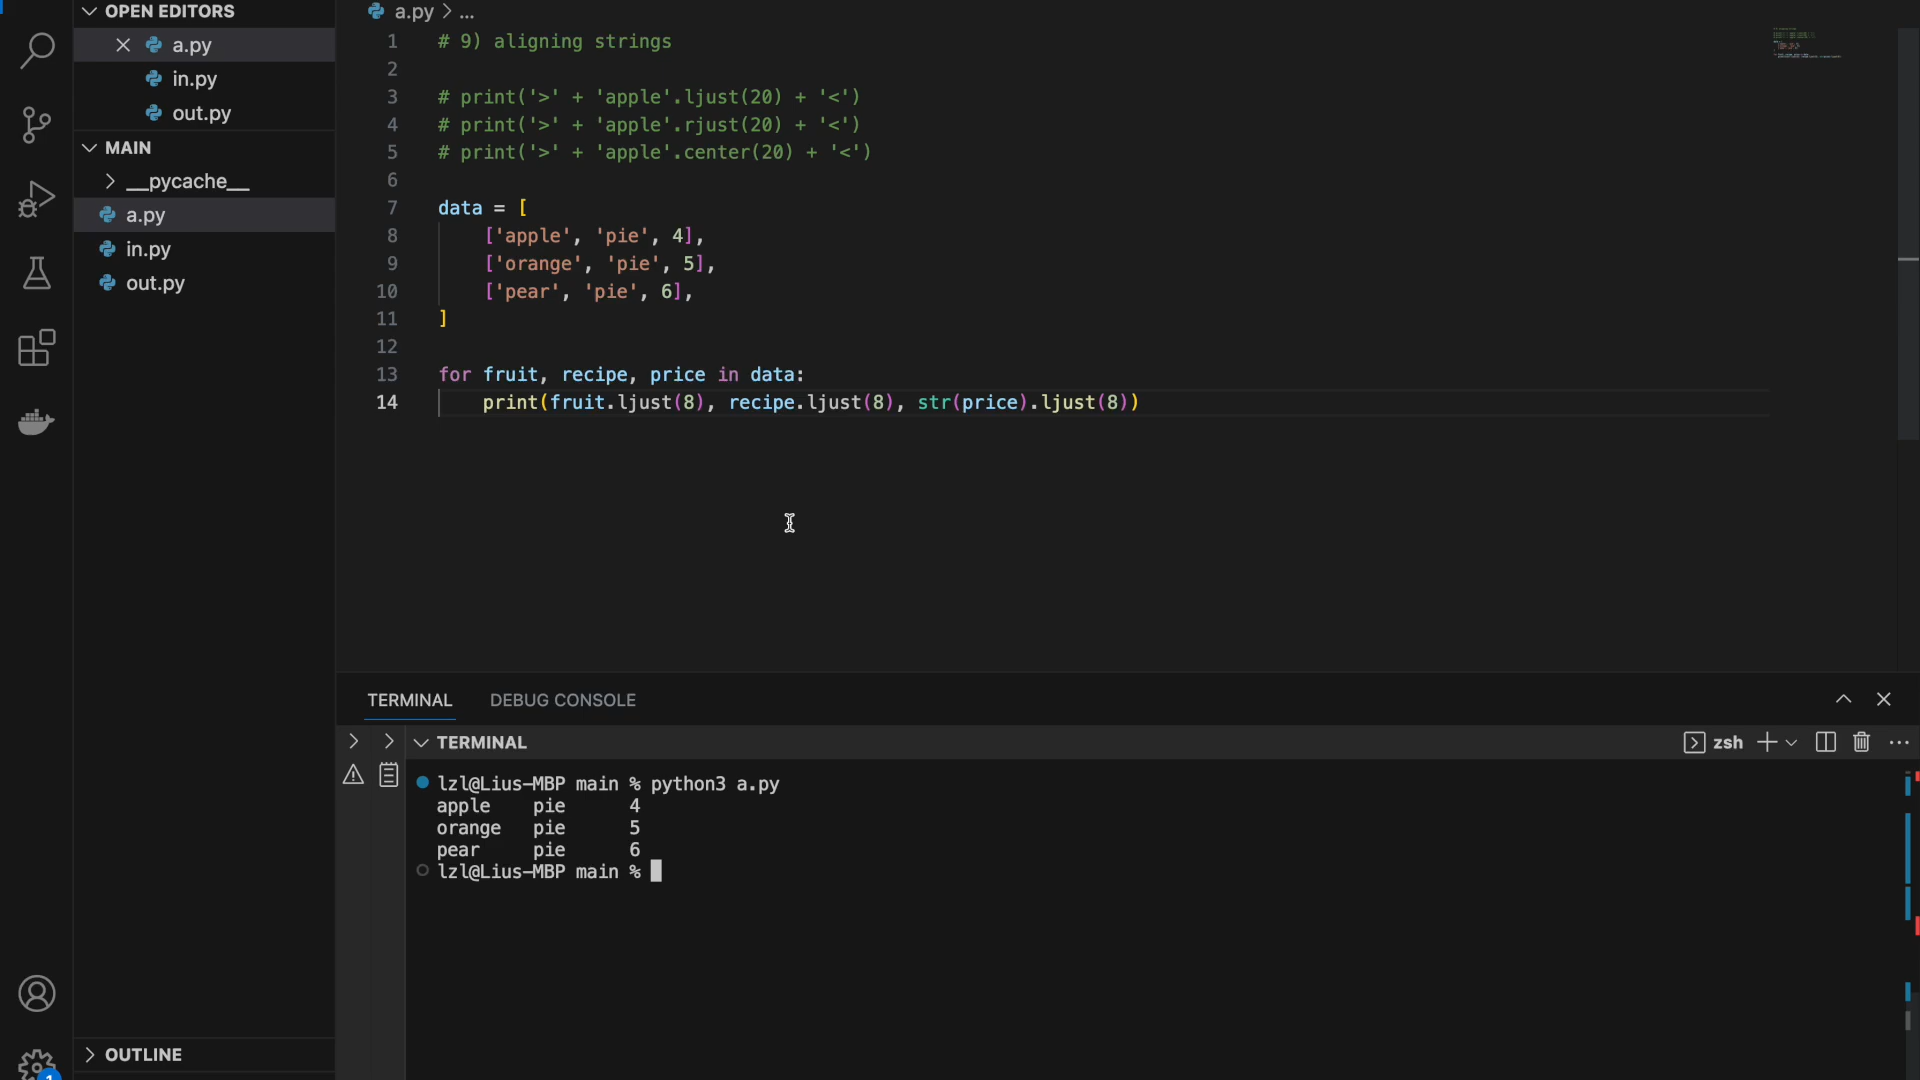 OPEN EDITORS
a.py
in.py
out.py
MAIN
__pycache__
a.py
in.py
out.py
OUTLINE
1
a.py > ...
1 # 9) aligning strings
2
3 # print('>' + 'apple'.ljust(20) + '<')
4 # print('>' + 'apple'.rjust(20) + '<')
5 # print('>' + 'apple'.center(20) + '<')
6
7 data = [
8     ['apple', 'pie', 4],
9     ['orange', 'pie', 5],
10     ['pear', 'pie', 6],
11 ]
12
13 for fruit, recipe, price in data:
14     print(fruit.ljust(8), recipe.ljust(8), str(price).ljust(8))
TERMINAL DEBUG CONSOLE
TERMINAL zsh
lzl@Lius-MBP main % python3 a.py
apple    pie      4
orange   pie      5
pear     pie      6
lzl@Lius-MBP main %